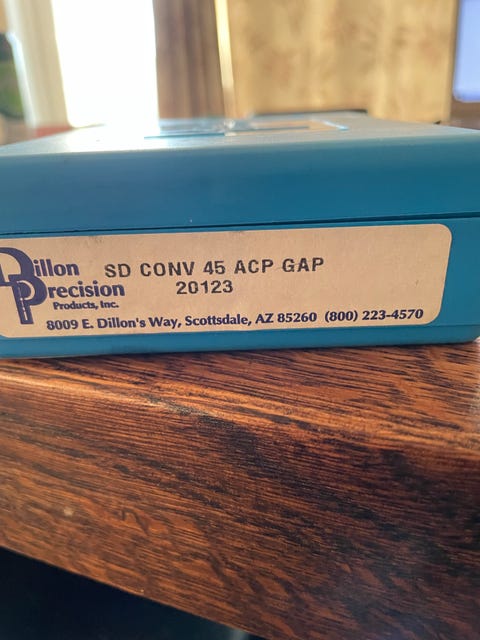 Dillon SD CONV 45 ACP GAP
Precision 20123
Products, Inc.
8009 E. Dillon's Way, Scottsdale, AZ 85260 (800) 223-4570